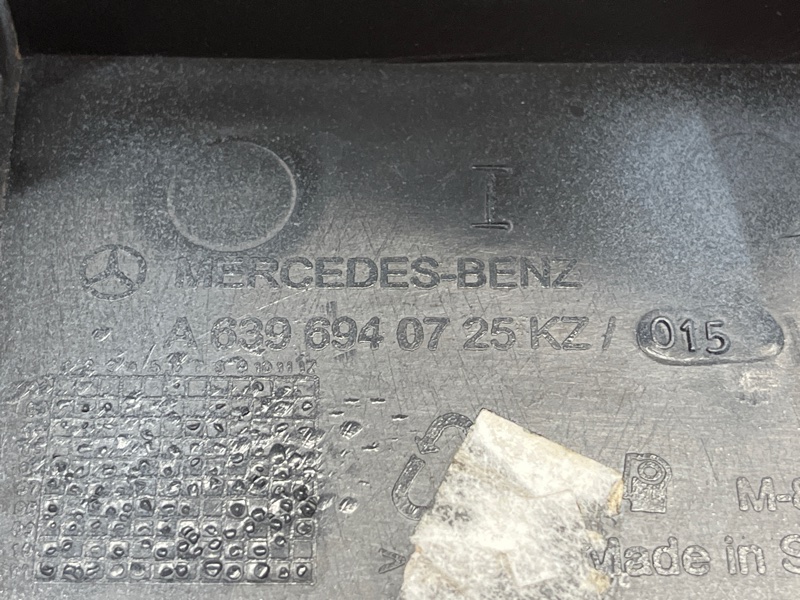 I
MERCEDES-BENZ
A 639 694 07 25 KZ / 015
M-
Made in S